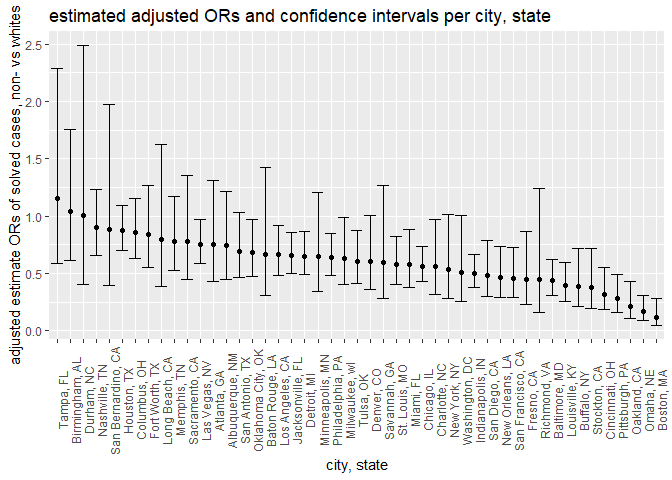 estimated adjusted ORs and confidence intervals per city, state
adjusted estimate ORs of solved cases, non- vs whites
2.5
2.0
1.5
1.0
0.5
0.0
Tampa, FL
Birmingham, AL
Durham, NC
Nashville, TN
San Bernardino, CA
Houston, TX
Columbus, OH
Fort Worth, TX
Long Beach, CA
Memphis, TN
Sacramento, CA
Las Vegas, NV
Atlanta, GA
Albuquerque, NM
San Antonio, TX
Oklahoma City, OK
Baton Rouge, LA
Los Angeles, CA
Jacksonville, FL
Detroit, MI
Minneapolis, MN
Philadelphia, PA
Milwaukee, wI
Tulsa, OK
Denver, CO
Savannah, GA
St. Louis, MO
Miami, FL
Chicago, IL
Charlotte, NC
New York, NY
Washington, DC
Indianapolis, IN
San Diego, CA
New Orleans, LA
San Francisco, CA
Fresno, CA
Richmond, VA
Baltimore, MD
Louisville, KY
Buffalo, NY
Stockton, CA
Cincinnati, OH
Pittsburgh, PA
Oakland, CA
Omaha, NE
Boston, MA
city, state